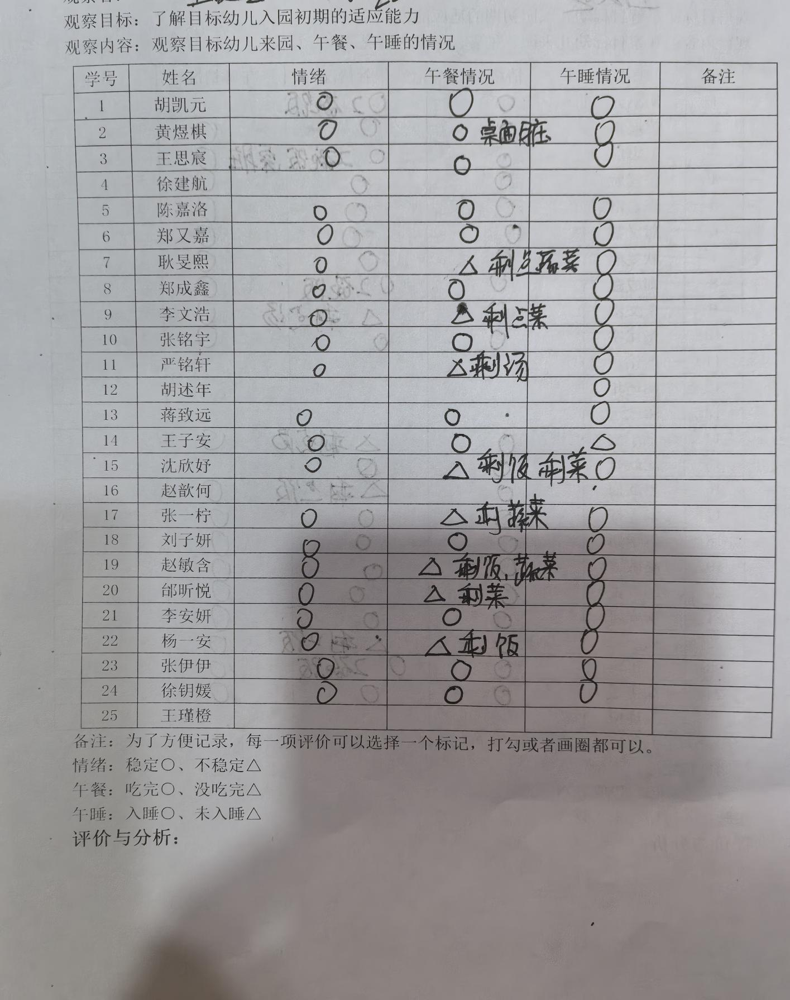 观察目标：了解目标幼儿入园初期的适应能力
观察内容：观察目标幼儿来园、午餐、午睡的情况
学号 姓名 情绪 午餐情况 午睡情况 备注
1 胡凯元 ○ ○ ○
2 黄煜棋 ○ ○ 桌面脏 ○
3 王思宸 ○ ○ ○
4 徐建航
5 陈嘉洛 ○ ○ ○
6 郑又嘉 ○ ○ ○
7 耿旻熙 ○ △ 剩点蔬菜 ○
8 郑成鑫 ○ ○ ○
9 李文浩 ○ △ 剩点菜 ○
10 张铭宇 ○ ○ ○
11 严铭轩 ○ △ 剩汤 ○
12 胡述年 ○
13 蒋致远 ○ ○ ○
14 王子安 ○ ○ △
15 沈欣妤 ○ △ 剩饭 剩菜 ○
16 赵歆何
17 张一柠 ○ △ 剩蔬菜 ○
18 刘子妍 ○ ○ ○
19 赵敏含 ○ △ 剩饭、蔬菜 ○
20 邰昕悦 ○ △ 剩菜 ○
21 李安妍 ○ ○ ○
22 杨一安 ○ △ 剩饭 ○
23 张伊伊 ○ ○ ○
24 徐钥媛 ○ ○ ○
25 王瑾橙
备注：为了方便记录，每一项评价可以选择一个标记，打勾或者画圈都可以。
情绪：稳定○、不稳定△
午餐：吃完○、没吃完△
午睡：入睡○、未入睡△
评价与分析：